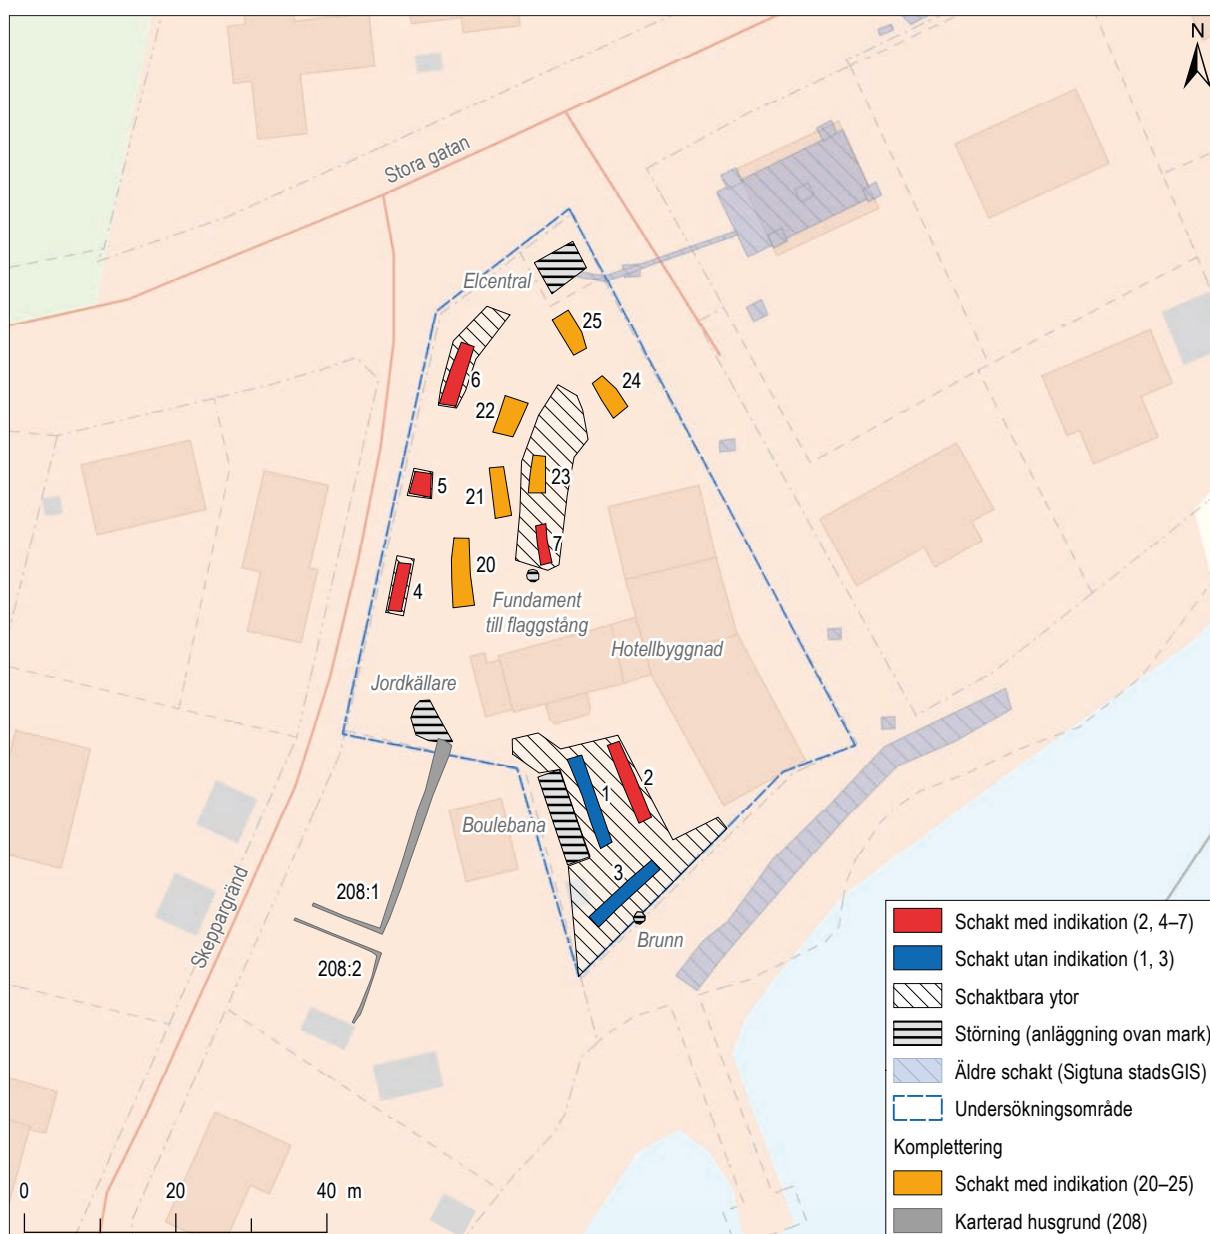 N
Stora gatan
Elcentral
25
6
24
22
23
5
21
7
20
4
Fundament
till flaggstång
Hotellbyggnad
Jordkällare
2
1
Boulebana
3
208:1
Brunn
208:2
Skeppargränd
0 20 40 m
Schakt med indikation (2, 4–7)
Schakt utan indikation (1, 3)
Schaktbara ytor
Störning (anläggning ovan mark)
Äldre schakt (Sigtuna stadsGIS)
Undersökningsområde
Komplettering
Schakt med indikation (20–25)
Karterad husgrund (208)